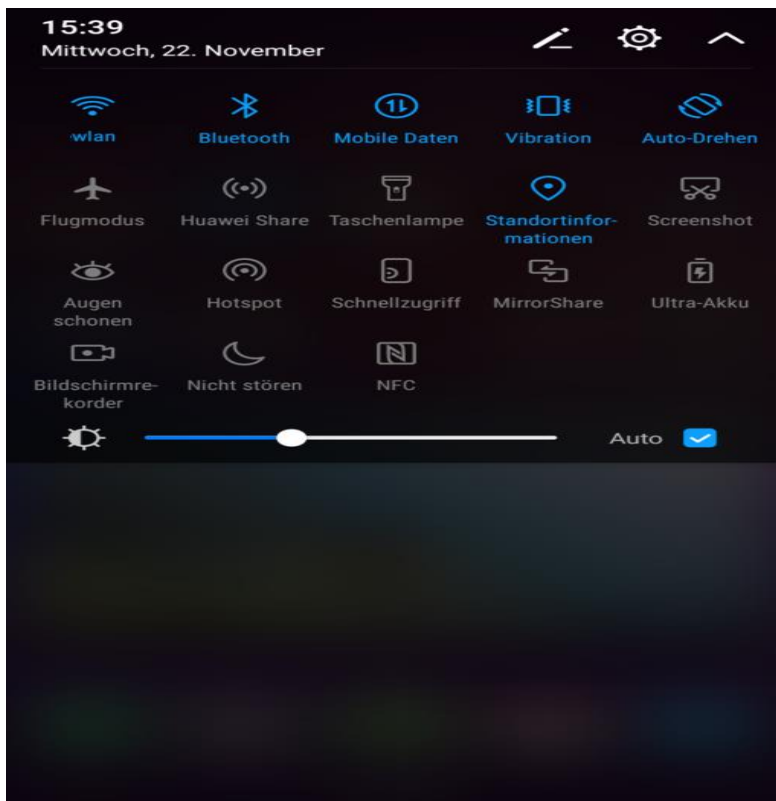 15:39
Mittwoch, 22. November
wlan
Bluetooth
Mobile Daten
Vibration
Auto-Drehen
Flugmodus
Huawei Share
Taschenlampe
Standortinfor-
mationen
Screenshot
Augen
schonen
Hotspot
Schnellzugriff
MirrorShare
Ultra-Akku
Bildschirmre-
korder
Nicht stören
NFC
Auto